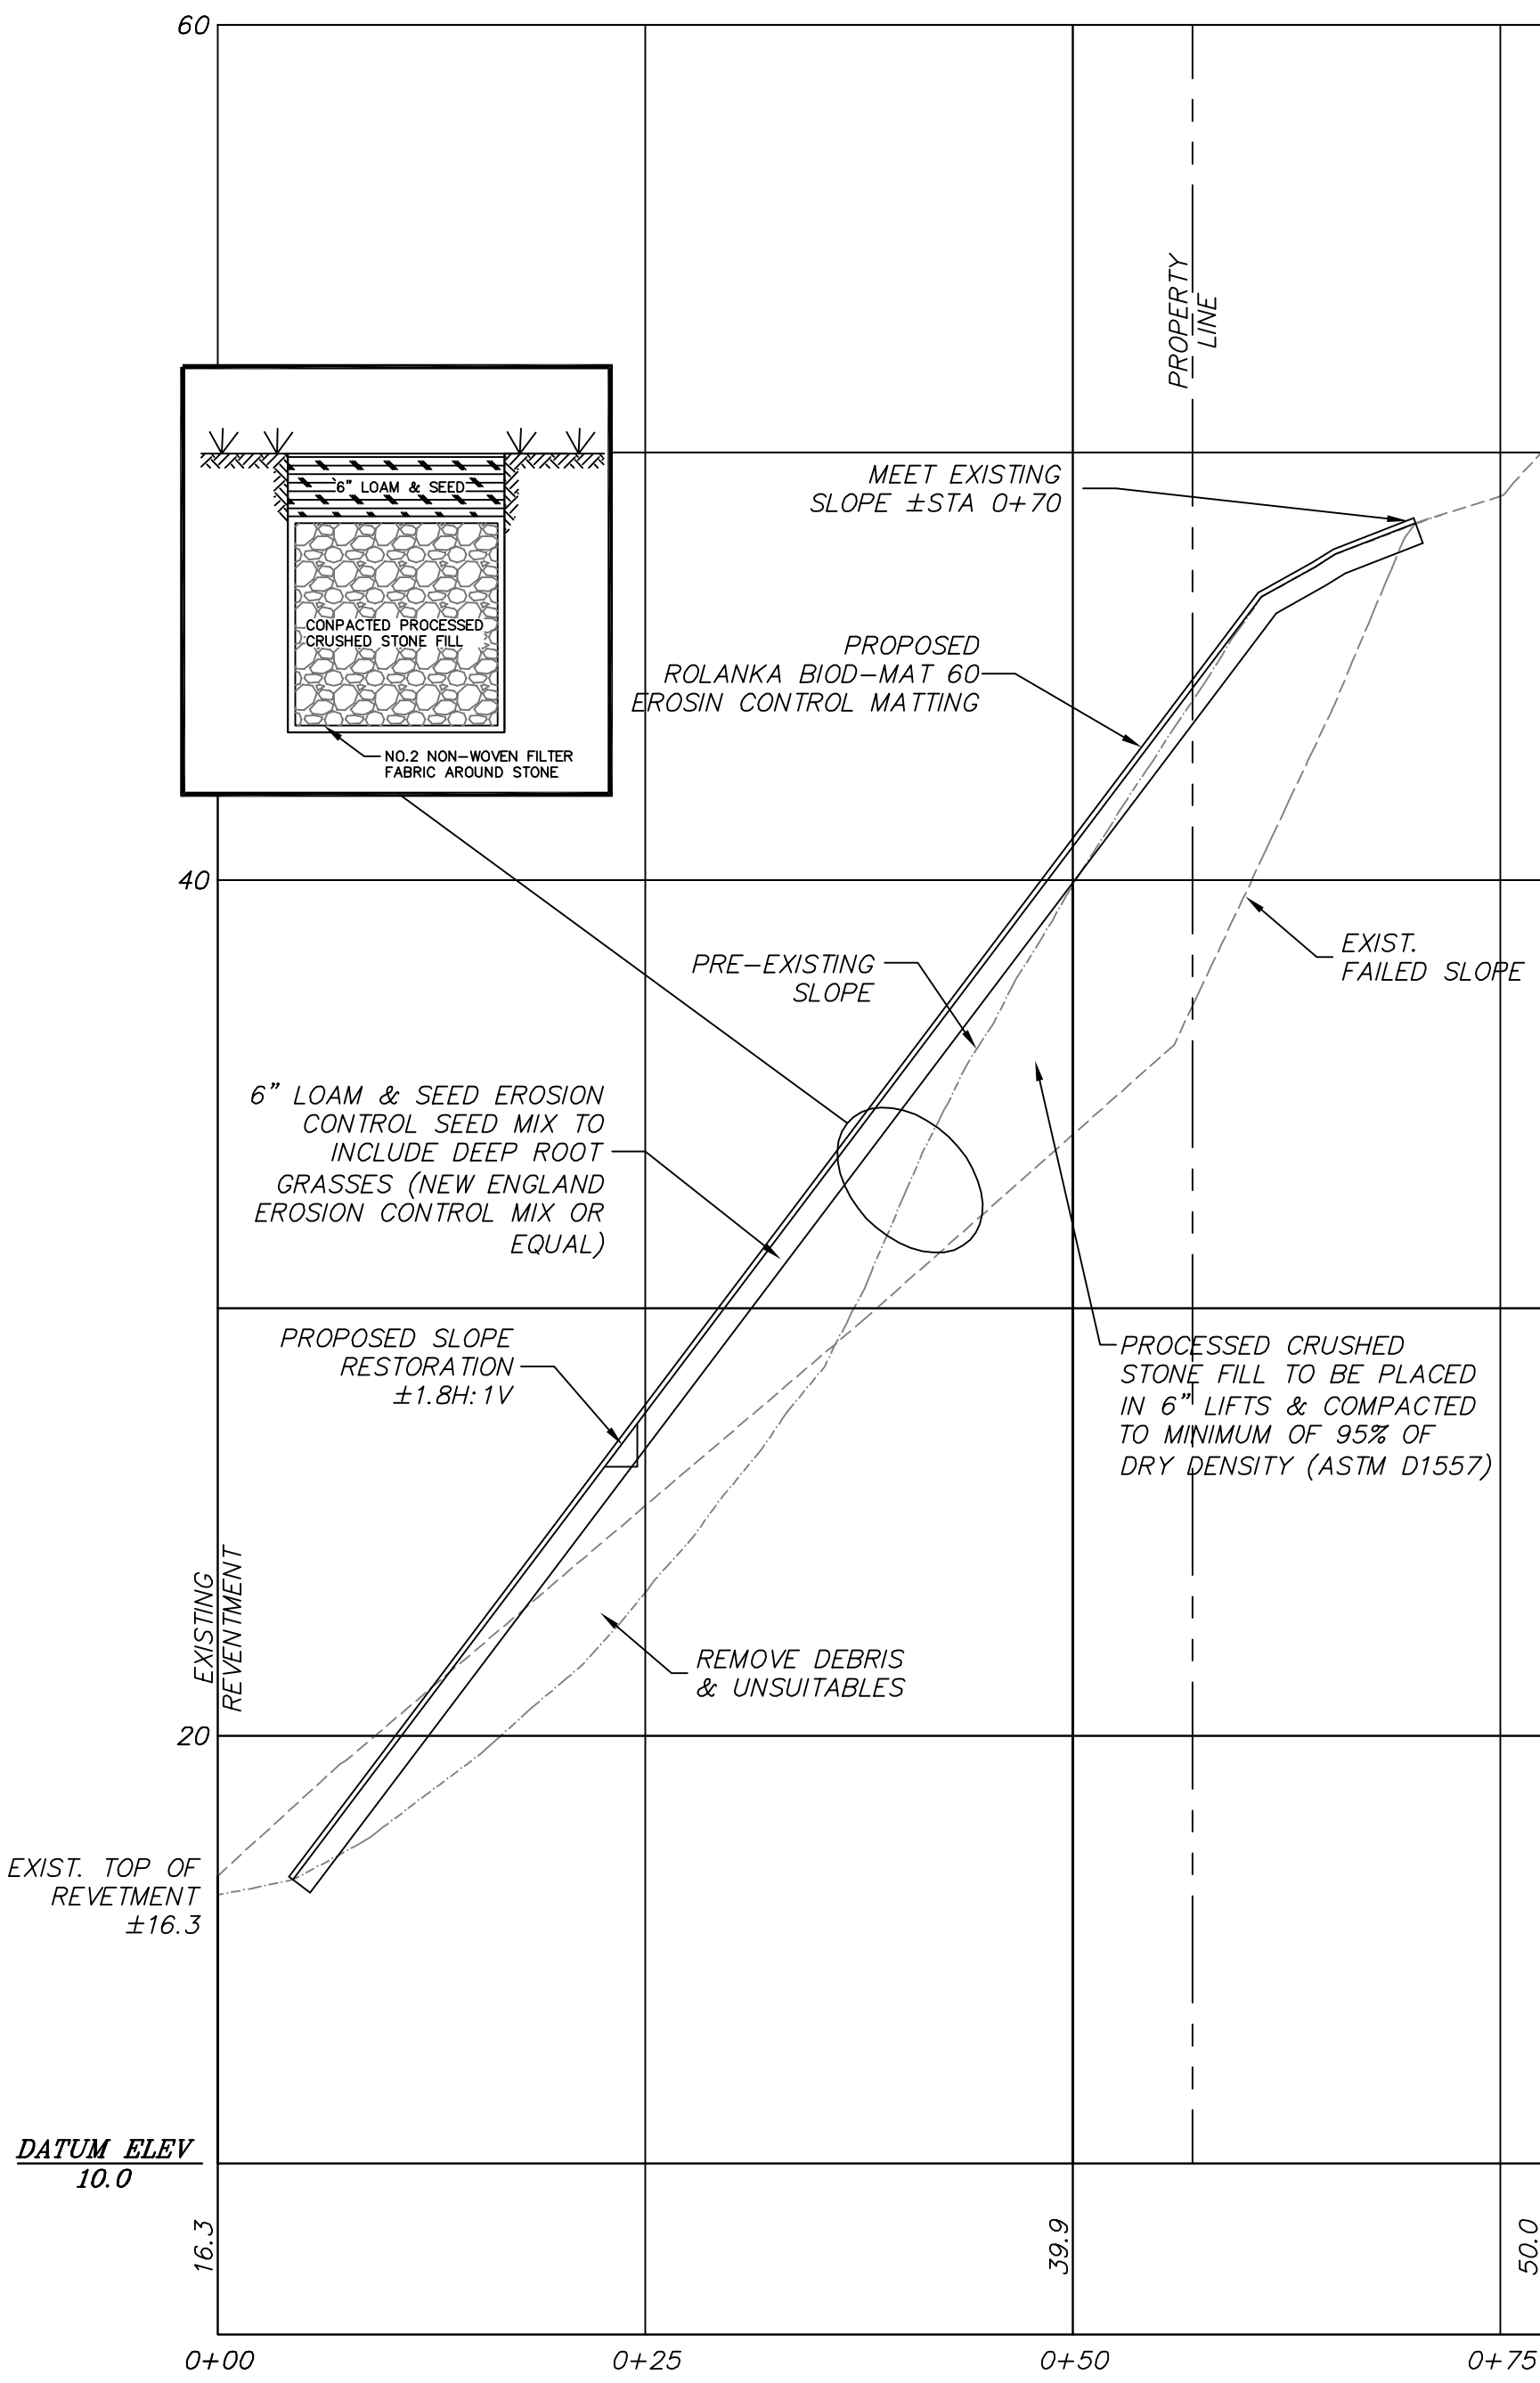 60
PROPERTY
LINE
MEET EXISTING
SLOPE ±STA 0+70
6" LOAM & SEED
CONPACTED PROCESSED
CRUSHED STONE FILL
NO.2 NON-WOVEN FILTER
FABRIC AROUND STONE
PROPOSED
ROLANKA BIOD-MAT 60
EROSIN CONTROL MATTING
40
EXIST.
FAILED SLOPE
PRE-EXISTING
SLOPE
6" LOAM & SEED EROSION
CONTROL SEED MIX TO
INCLUDE DEEP ROOT
GRASSES (NEW ENGLAND
EROSION CONTROL MIX OR
EQUAL)
PROPOSED SLOPE
RESTORATION
±1.8H:1V
PROCESSED CRUSHED
STONE FILL TO BE PLACED
IN 6" LIFTS & COMPACTED
TO MINIMUM OF 95% OF
DRY DENSITY (ASTM D1557)
EXISTING
REVENTMENT
REMOVE DEBRIS
& UNSUITABLES
20
EXIST. TOP OF
REVETMENT
±16.3
DATUM ELEV
10.0
16.3
39.9
50.0
0+00
0+25
0+50
0+75